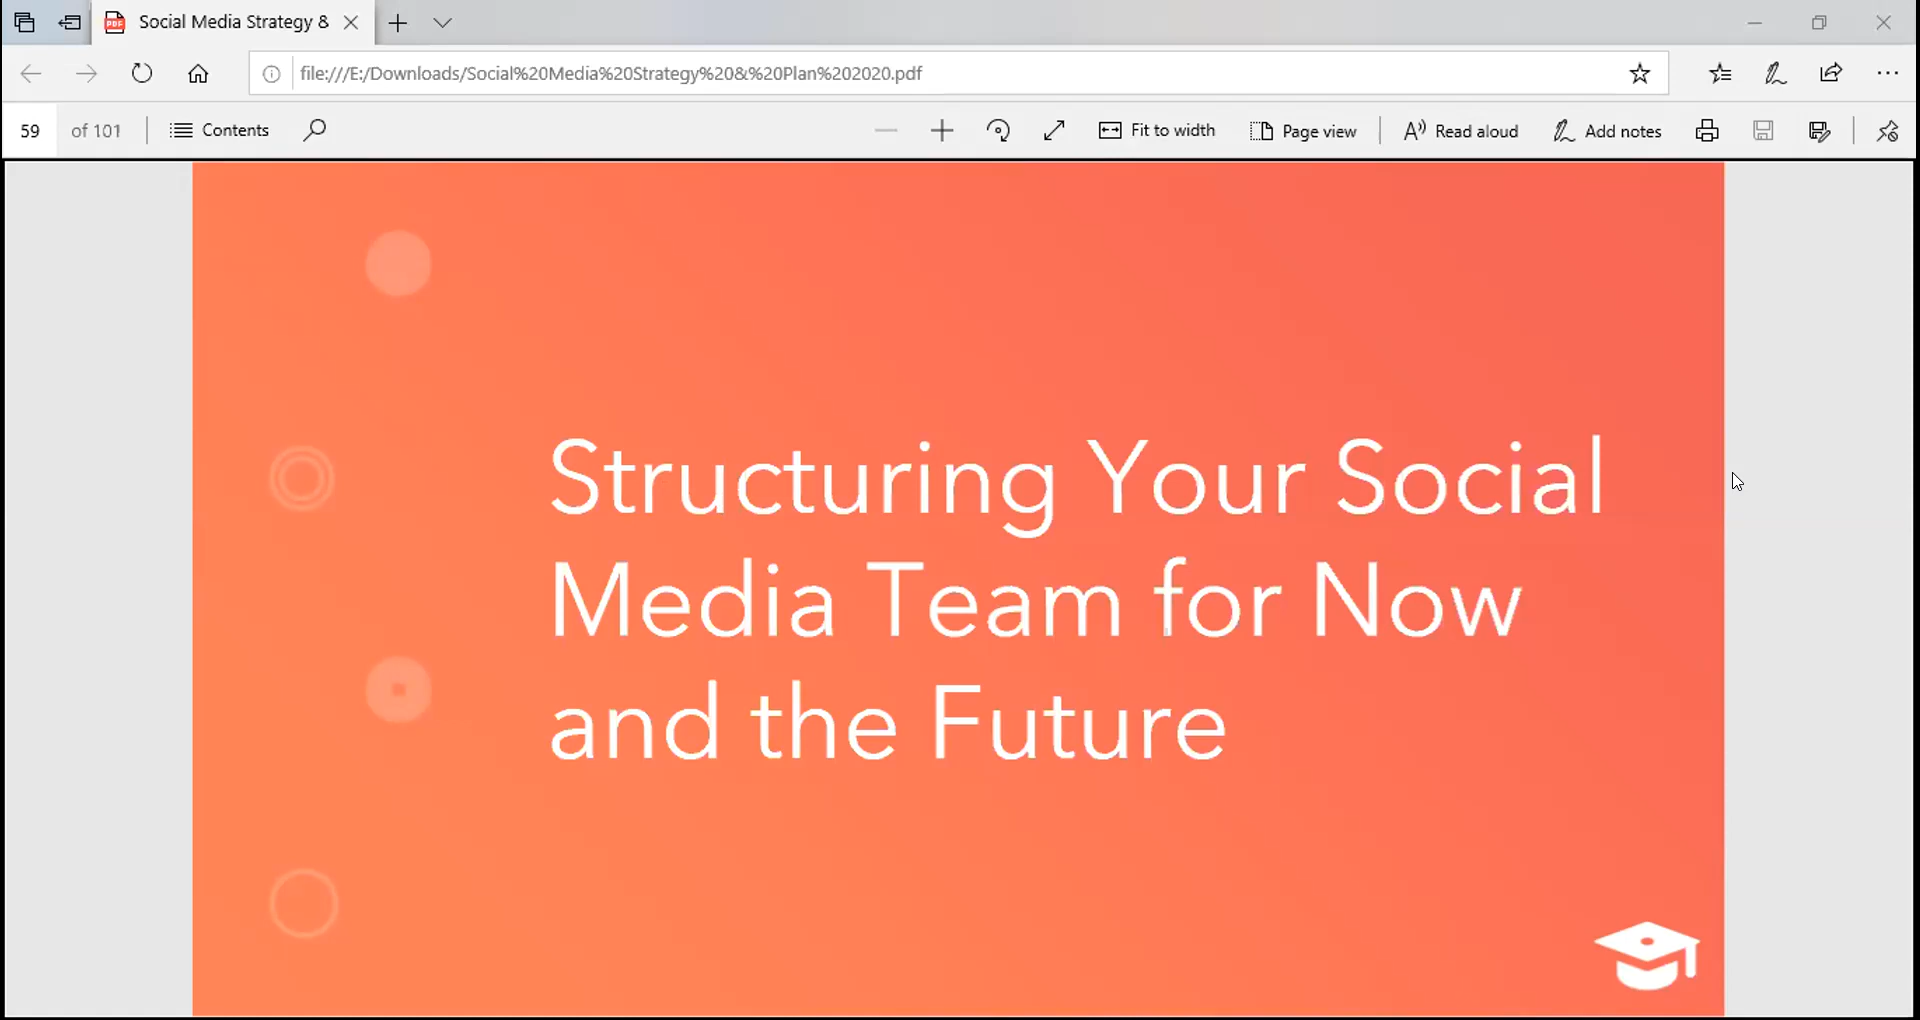 Social Media Strategy &
file:///E:/Downloads/Social%20Media%20Strategy%20&%20Plan%202020.pdf
59 of 101 Contents Fit to width Page view Read aloud Add notes
PDF
Structuring Your Social
Media Team for Now
and the Future